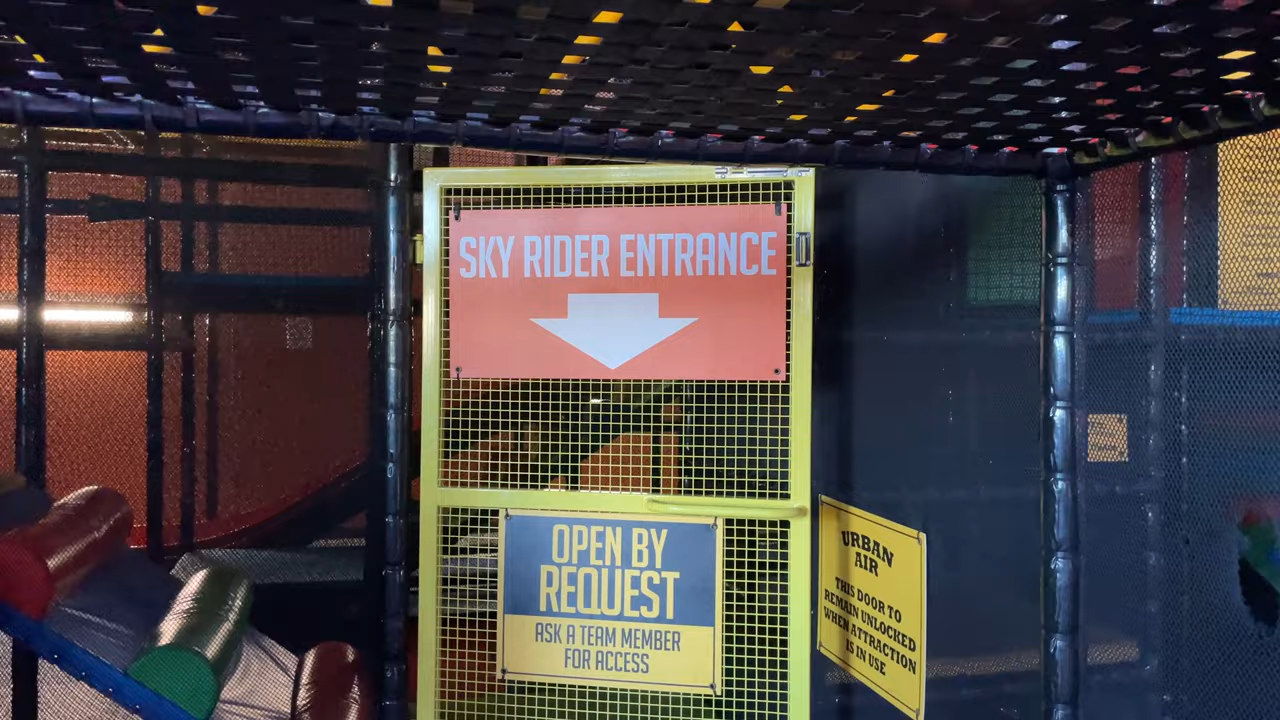 SKY RIDER ENTRANCE
OPEN BY
REQUEST
ASK A TEAM MEMBER
FOR ACCESS
URBAN
AIR
THIS DOOR TO
REMAIN UNLOCKED
WHEN ATTRACTION
IS IN USE